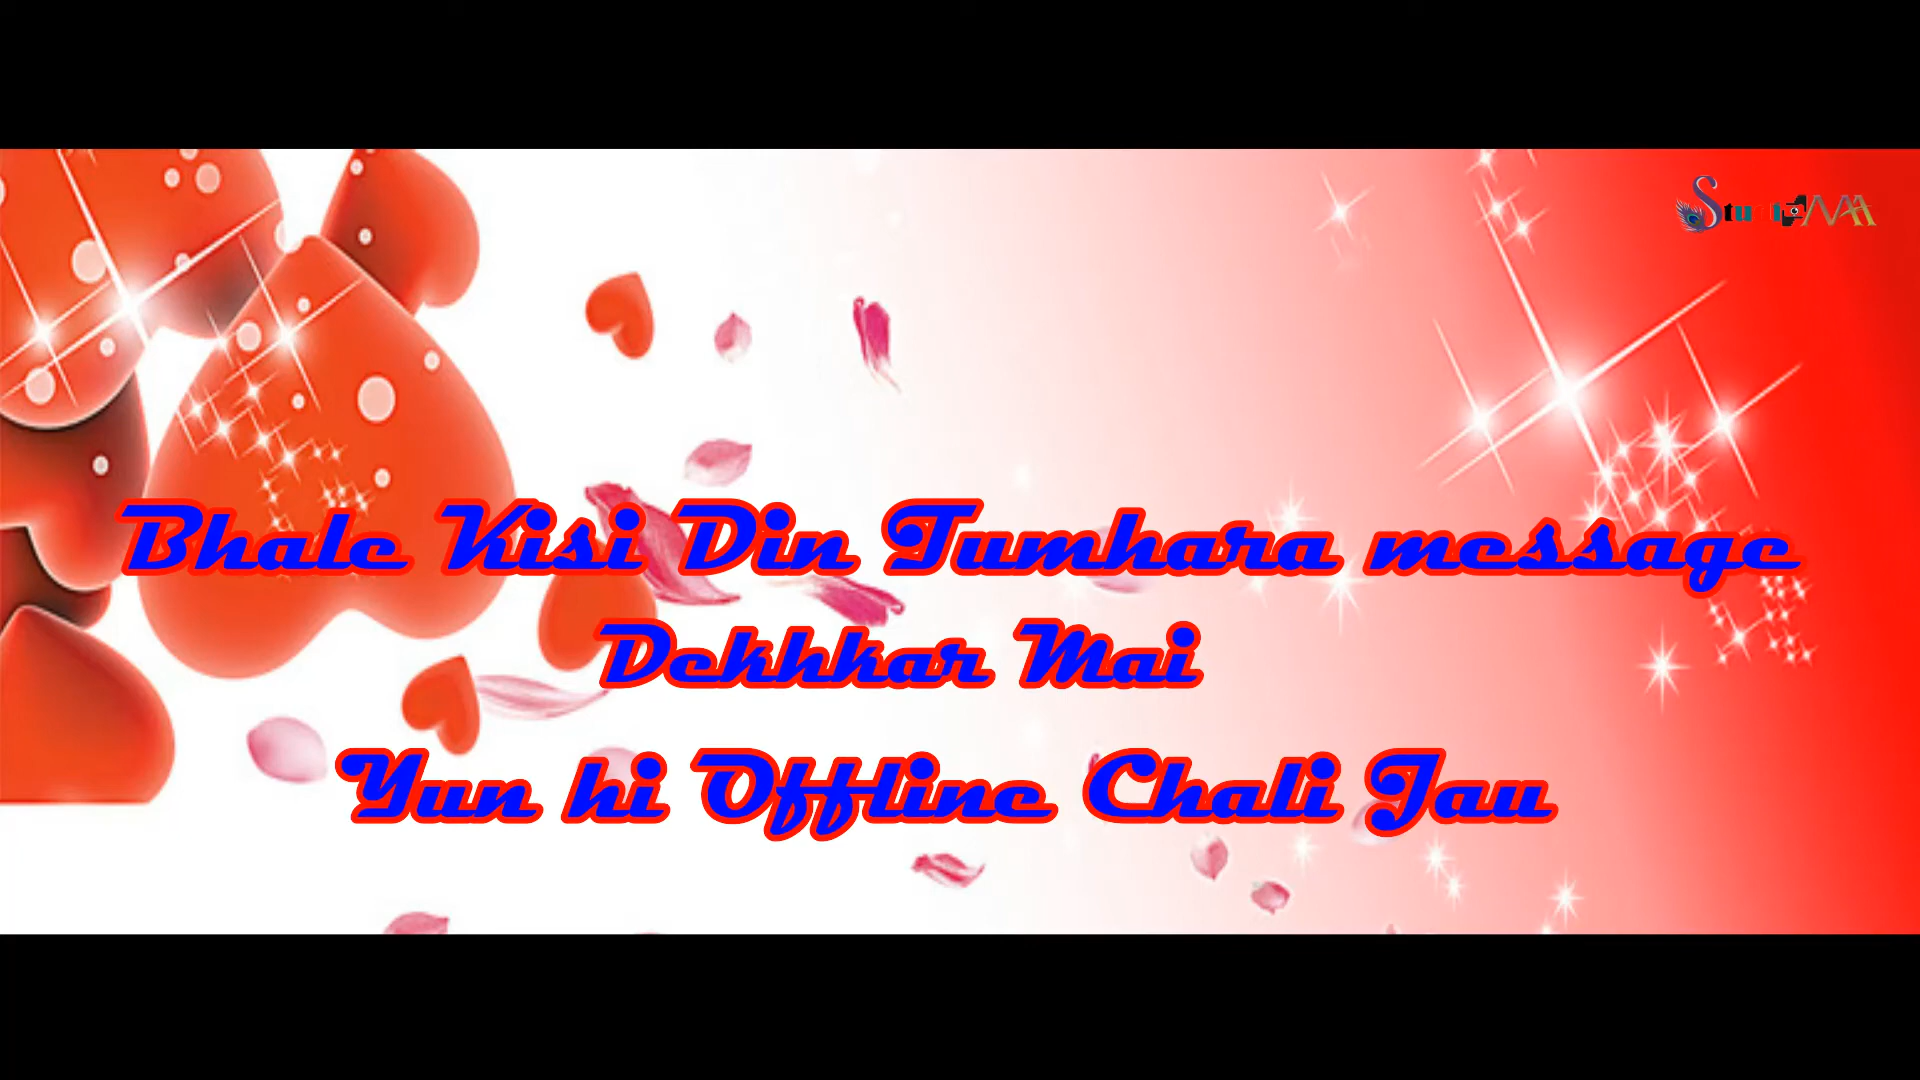 Bhale Kisi Din Tumhara message
Dekhkar Mai
Yun hi Offline Chali Jau